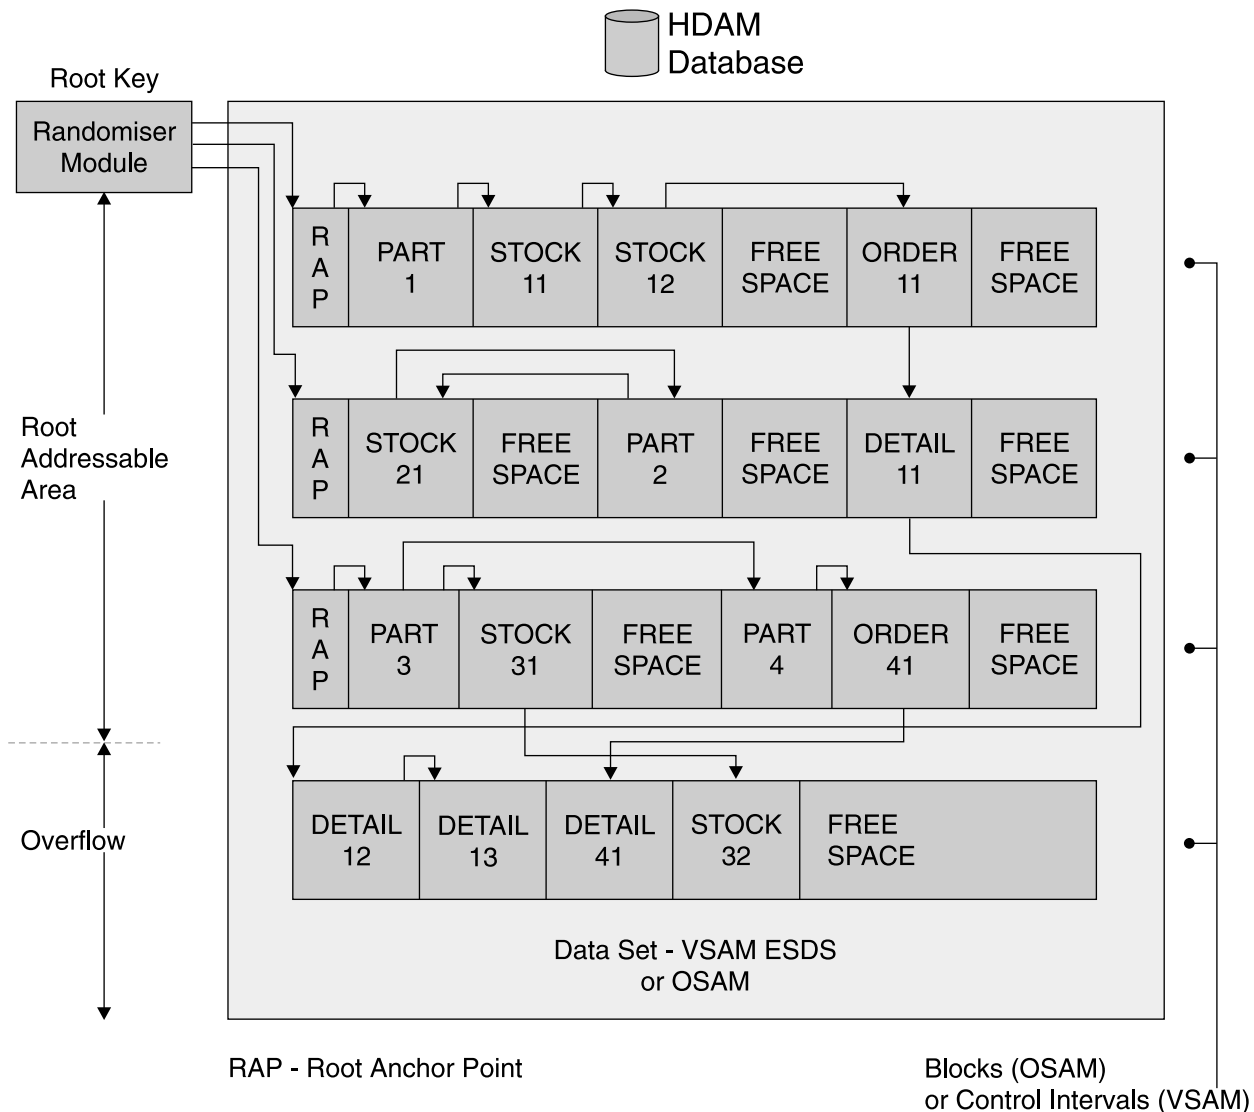 HDAM
Database
Root Key
Randomiser
Module
R
A
P
PART
1
STOCK
11
STOCK
12
FREE
SPACE
ORDER
11
FREE
SPACE
R
A
P
STOCK
21
FREE
SPACE
PART
2
FREE
SPACE
DETAIL
11
FREE
SPACE
Root
Addressable
Area
R
A
P
PART
3
STOCK
31
FREE
SPACE
PART
4
ORDER
41
FREE
SPACE
Overflow
DETAIL
12
DETAIL
13
DETAIL
41
STOCK
32
FREE
SPACE
Data Set - VSAM ESDS
or OSAM
RAP - Root Anchor Point
Blocks (OSAM)
or Control Intervals (VSAM)